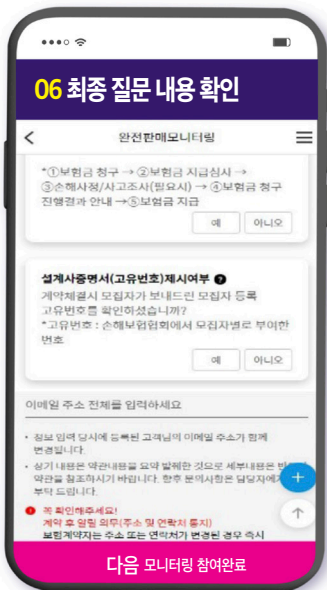 06 최종 질문 내용 확인
완전판매모니터링
*①보험금 청구 → ②보험금 지급심사 →
③손해사정/사고조사(필요시) → ④보험금 청구
진행결과 안내 →⑤보험금 지급
예 아니오
설계사증명서(고유번호)제시여부 ?
계약체결시 모집자가 보내드린 모집자 등록
고유번호를 확인하셨습니까?
*고유번호 : 손해보험협회에서 모집자별로 부여한
번호
예 아니오
이메일 주소 전체를 입력하세요
• 정보 입력 당시에 등록된 고객님의 이메일 주소가 함께
변경됩니다.
• 상기 내용은 약관내용을 요약 발췌한 것으로 세부내용은
약관을 참조하시기 바랍니다. 향후 문의사항은 담당자에
부탁 드립니다.
꼭 확인해주세요!
계약 후 알릴 의무(주소 및 연락처 통지)
보험계약자는 주소 또는 연락처가 변경된 경우 즉시
다음 모니터링 참여완료